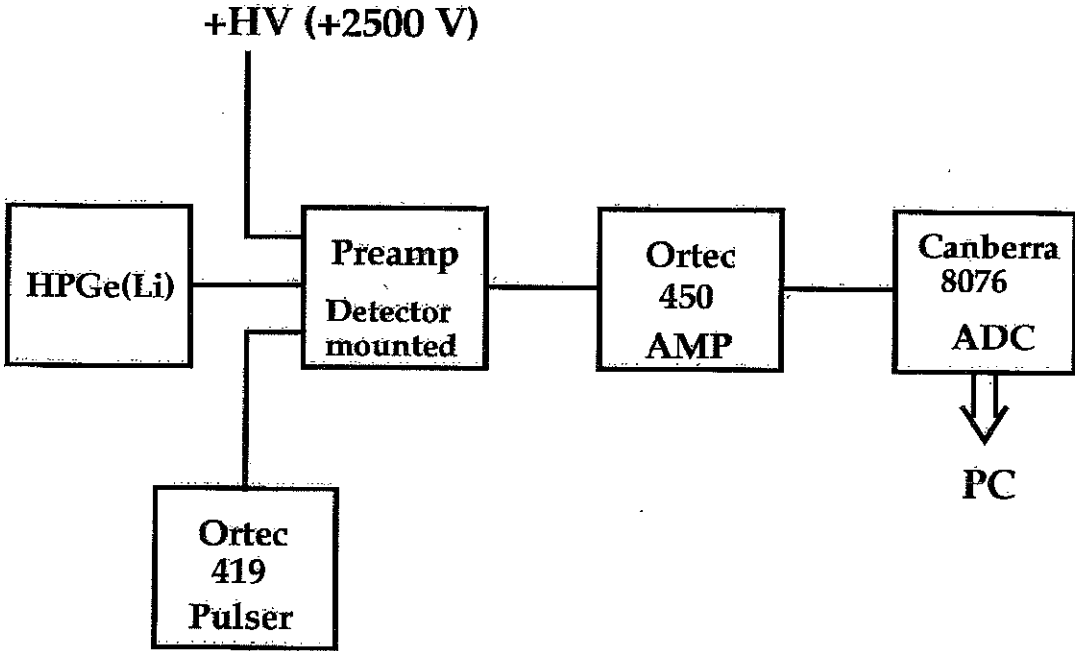 +HV (+2500 V)
HPGe(Li)
Preamp
Detector
mounted
Ortec
450
AMP
Canberra
8076
ADC
PC
Ortec
419
Pulser